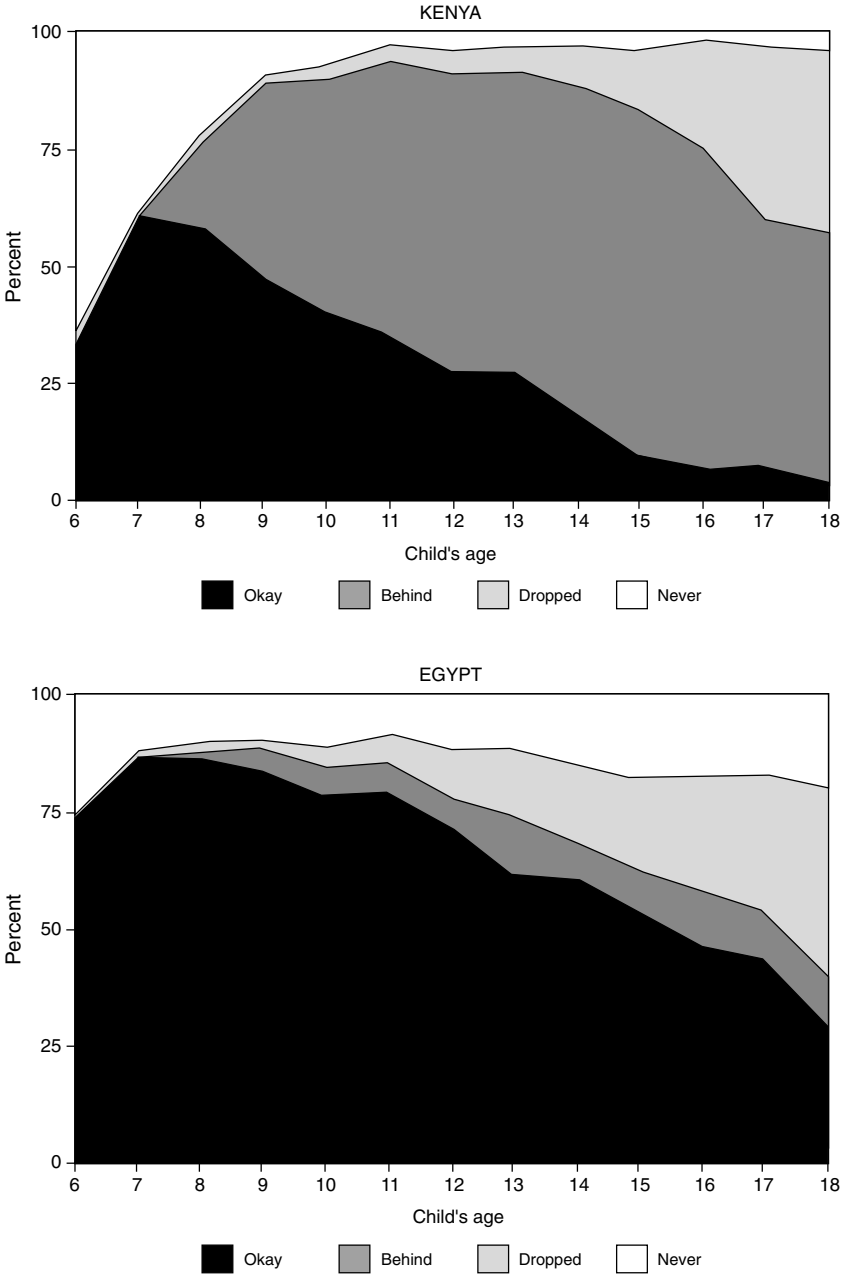 KENYA
100
75
50
25
0
Percent
6 7 8 9 10 11 12 13 14 15 16 17 18
Child's age
Okay Behind Dropped Never
EGYPT
100
75
50
25
0
Percent
6 7 8 9 10 11 12 13 14 15 16 17 18
Child's age
Okay Behind Dropped Never